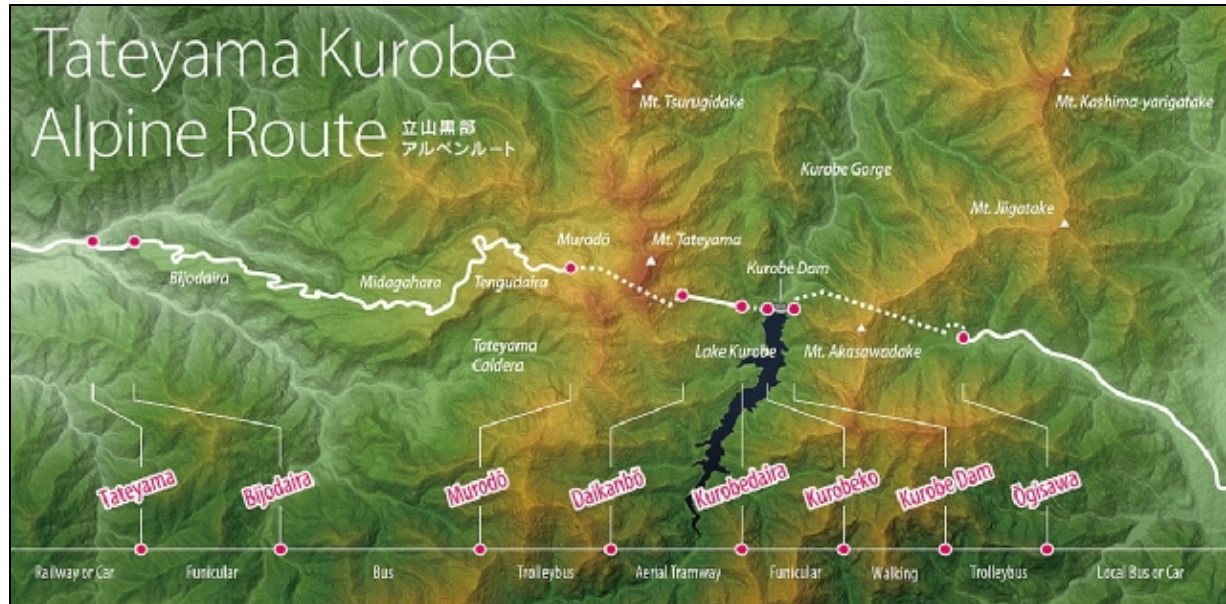 Tateyama Kurobe
Alpine Route 立山黒部
アルペンルート
Mt. Tsurugidake
Mt. Kashima-yarigatake
Kurobe Gorge
Mt. Jiigatake
Murodō
Mt. Tateyama
Kurobe Dam
Bijodaira
Midagahara
Tengudaira
Tateyama
Caldera
Lake Kurobe
Mt. Akasawadake
Tateyama
Bijodaira
Murodō
Daikanbō
Kurobedaira
Kurobeko
Kurobe Dam
Ōgisawa
Railway or Car
Funicular
Bus
Trolleybus
Aerial Tramway
Funicular
Walking
Trolleybus
Local Bus or Car